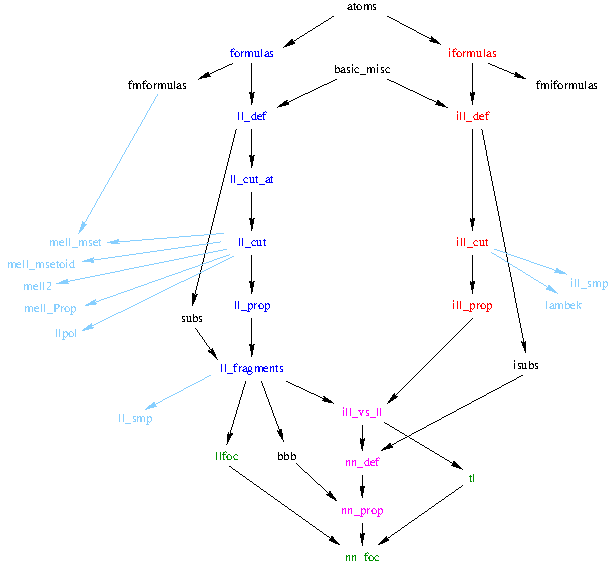 atoms
formulas
iformulas
basic_misc
fmformulas
fmiformulas
ll_def
ill_def
ll_cut_at
mell_mset
ll_cut
ill_cut
mell_msetoid
mell2
ill_smp
mell_Prop
ll_prop
ill_prop
lambek
subs
llpol
ll_fragments
isubs
ll_smp
ill_vs_ll
llfoc
bbb
nn_def
tl
nn_prop
nn_foc